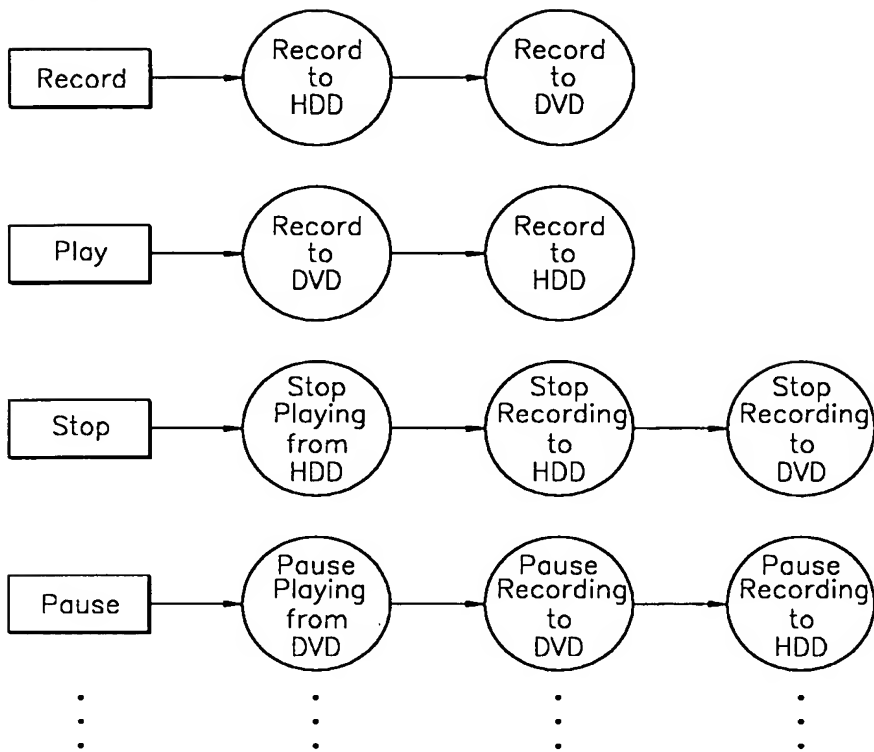 Record
Record
to
HDD
Record
to
DVD
Play
Record
to
DVD
Record
to
HDD
Stop
Stop
Playing
from
HDD
Stop
Recording
to
HDD
Stop
Recording
to
DVD
Pause
Pause
Playing
from
DVD
Pause
Recording
to
DVD
Pause
Recording
to
HDD